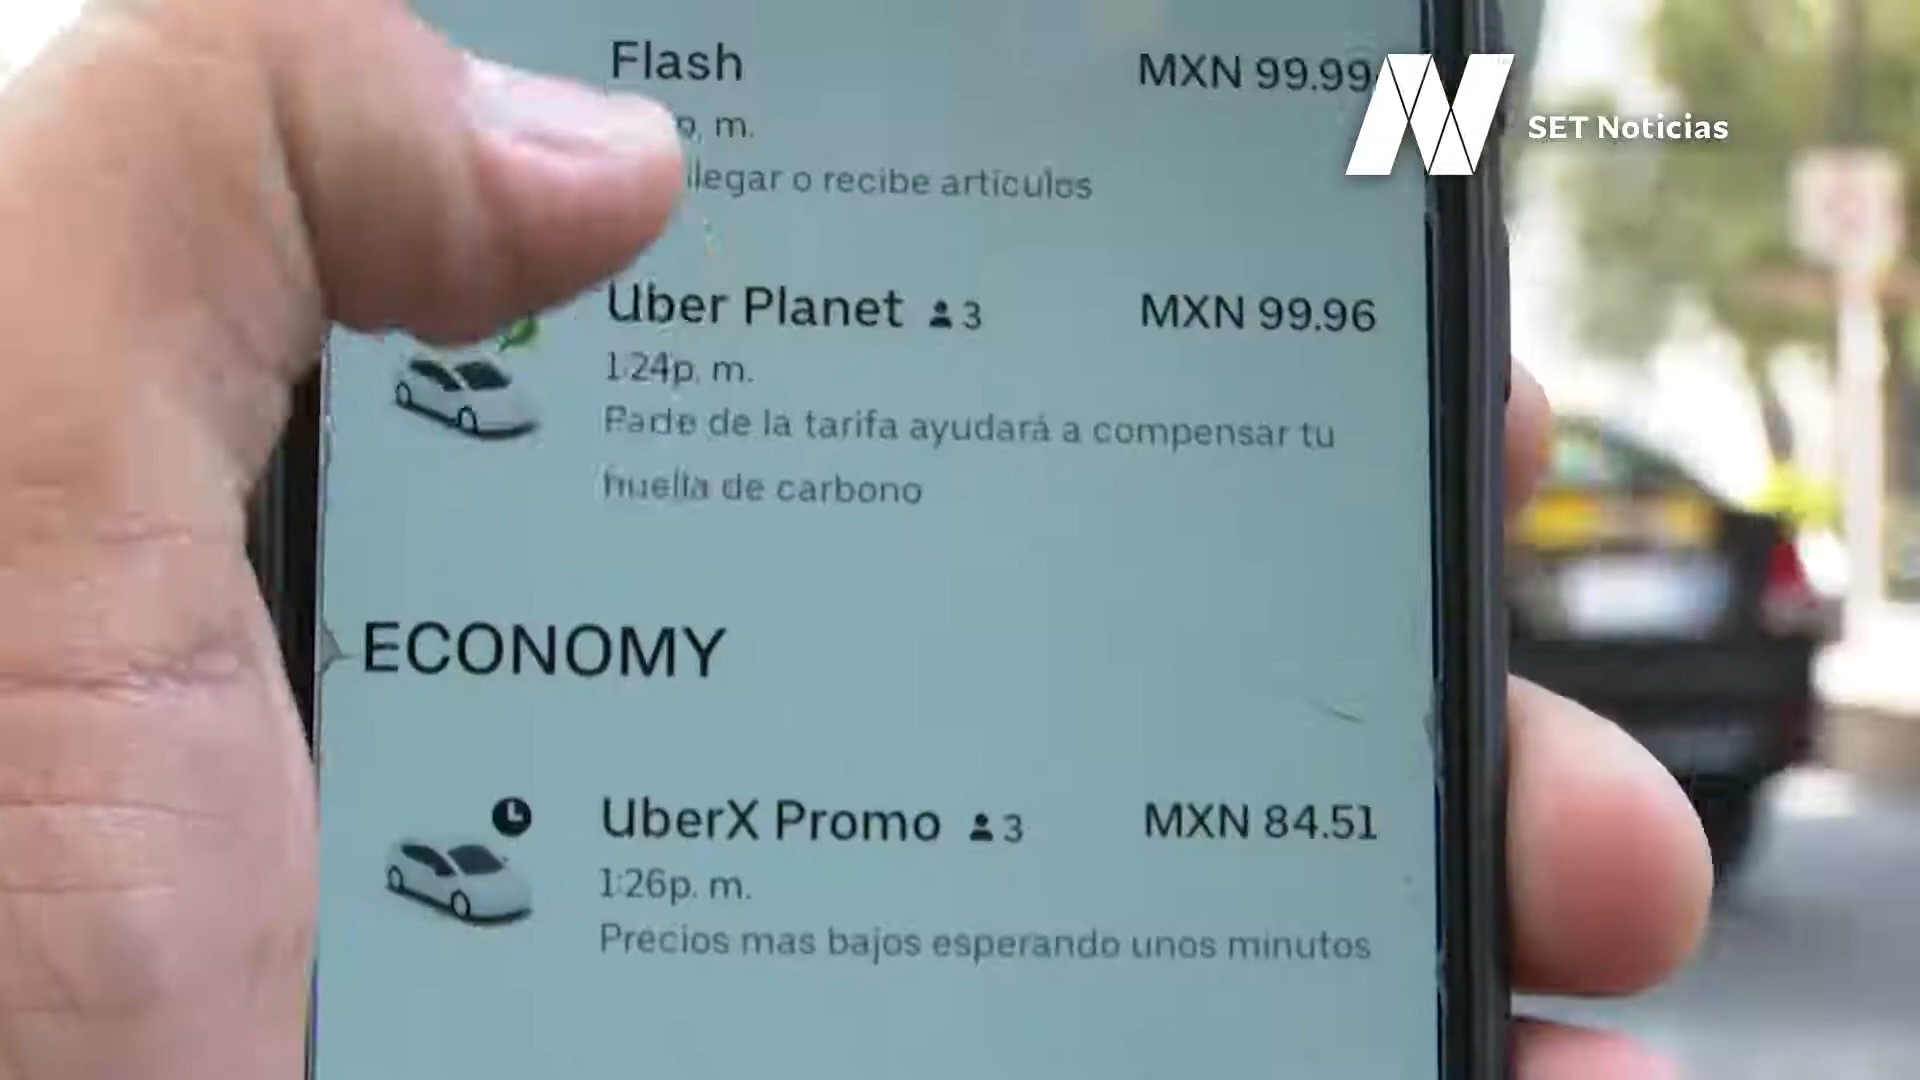 Flash
MXN 99.99
SET Noticias
p. m.
llegar o recibe artículos
Uber Planet 3
MXN 99.96
1:24p. m.
Parte de la tarifa ayudará a compensar tu
huella de carbono
ECONOMY
UberX Promo 3
MXN 84.51
1:26p. m.
Precios mas bajos esperando unos minutos